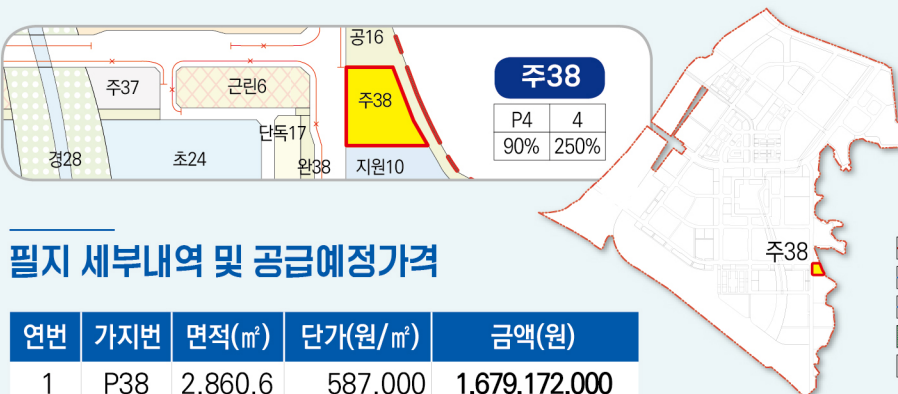 공16
주37
근린6
주38
단독17
경28
초24
완38
지원10
주38
P4 4
90% 250%
주38
필지 세부내역 및 공급예정가격
연번 가지번 면적(㎡) 단가(원/㎡) 금액(원)
1 P38 2,860.6 587,000 1,679,172,000